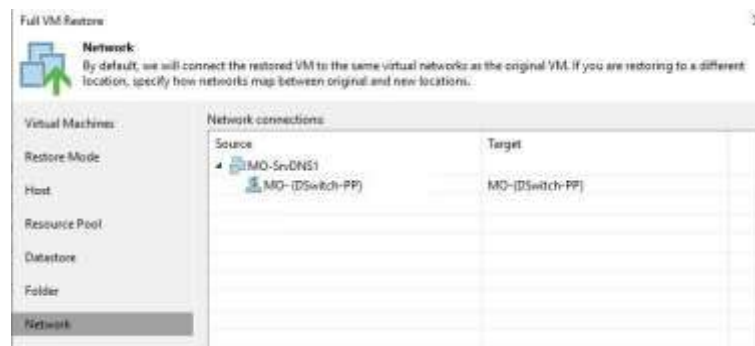 Full VM Restore
Network
By default, we will connect the restored VM to the same virtual networks as the original VM. If you are restoring to a different
location, specify how networks map between original and new locations.
Virtual Machines
Network connections:
Restore Mode
Source Target
MO-SrvDNS1
MO- (DSwitch-PP) MO-(DSwitch-PP)
Host
Resource Pool
Datastore
Folder
Network